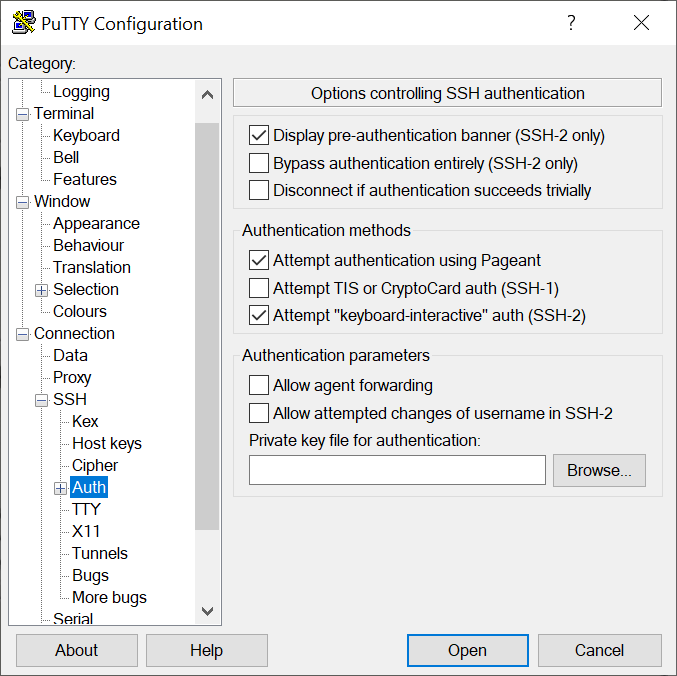 PuTTY Configuration
?
Category:
Logging
Terminal
Keyboard
Bell
Features
Window
Appearance
Behaviour
Translation
Selection
Colours
Connection
Data
Proxy
SSH
Kex
Host keys
Cipher
Auth
TTY
X11
Tunnels
Bugs
More bugs
Serial
Options controlling SSH authentication
Display pre-authentication banner (SSH-2 only)
Bypass authentication entirely (SSH-2 only)
Disconnect if authentication succeeds trivially
Authentication methods
Attempt authentication using Pageant
Attempt TIS or CryptoCard auth (SSH-1)
Attempt "keyboard-interactive" auth (SSH-2)
Authentication parameters
Allow agent forwarding
Allow attempted changes of username in SSH-2
Private key file for authentication:
Browse...
About
Help
Open
Cancel